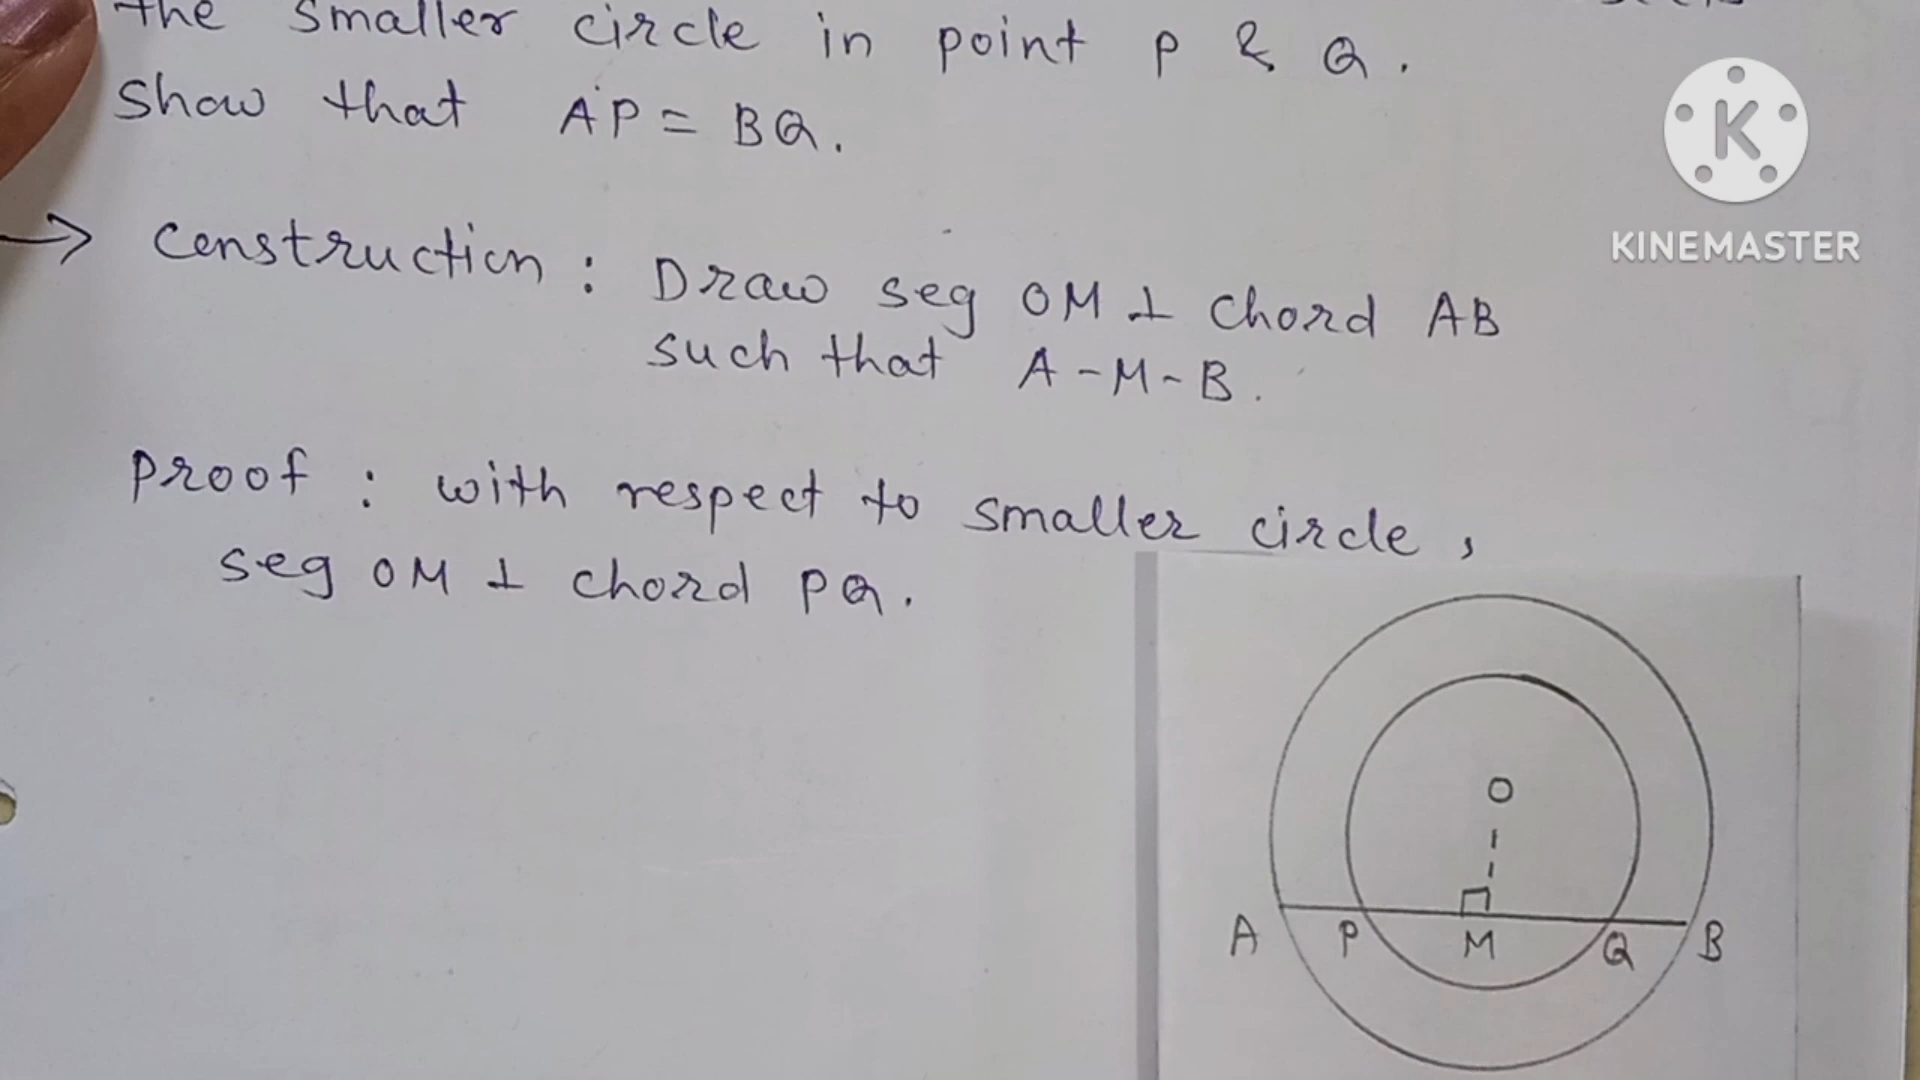 the smaller circle in point P & Q.
Show that AP = BQ.
→ Construction : Draw seg OM ⊥ chord AB
such that A - M - B.
Proof : with respect to smaller circle,
seg OM ⊥ chord PQ.
K
KINEMASTER
O
A P M Q B